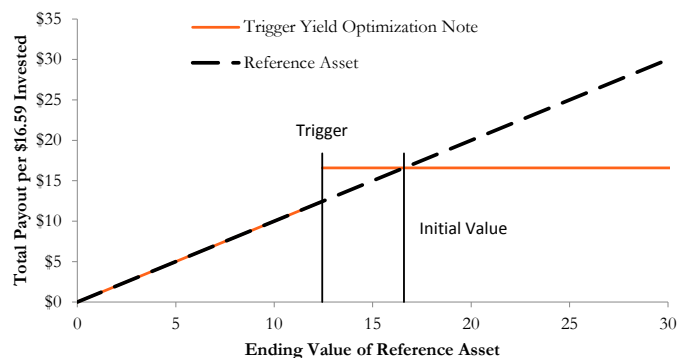 $35
Trigger Yield Optimization Note
$30
Reference Asset
$25
$20
Trigger
$15
$10
Initial Value
$5
$0
0 5 10 15 20 25 30
Total Payout per $16.59 Invested
Ending Value of Reference Asset